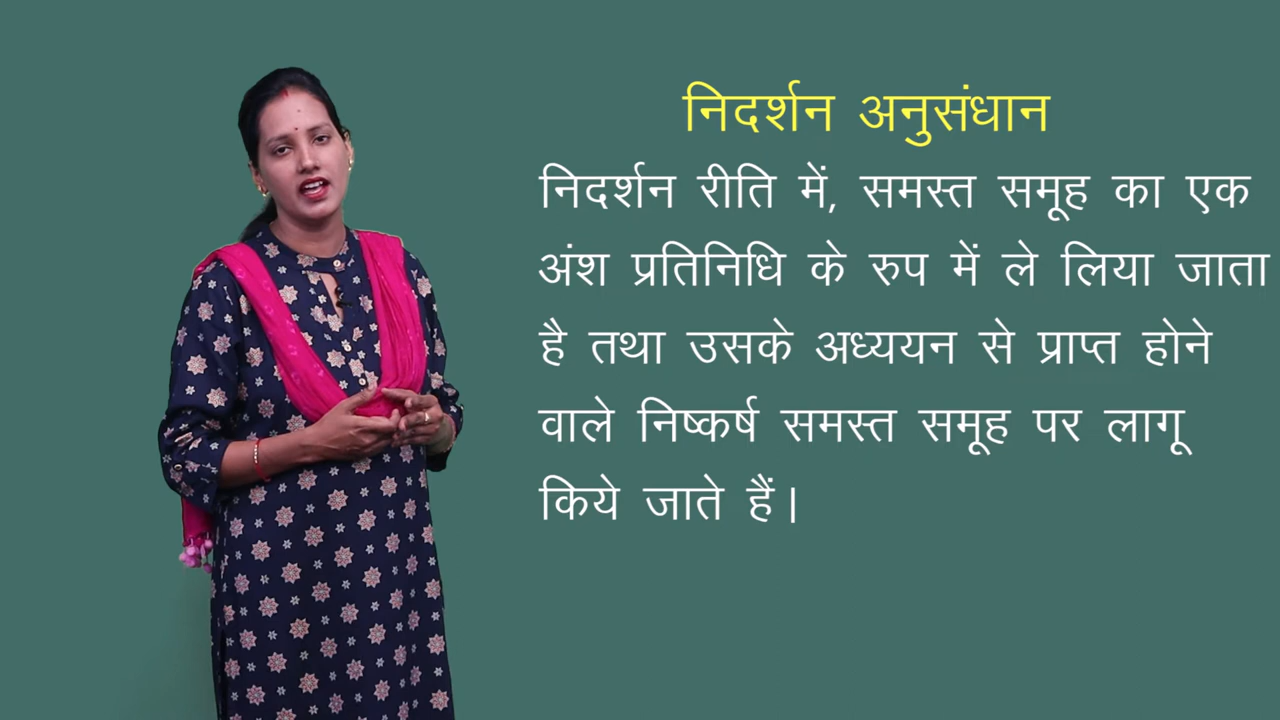 निदर्शन अनुसंधान
निदर्शन रीति में, समस्त समूह का एक
अंश प्रतिनिधि के रुप में ले लिया जाता
है तथा उसके अध्ययन से प्राप्त होने
वाले निष्कर्ष समस्त समूह पर लागू
किये जाते हैं।